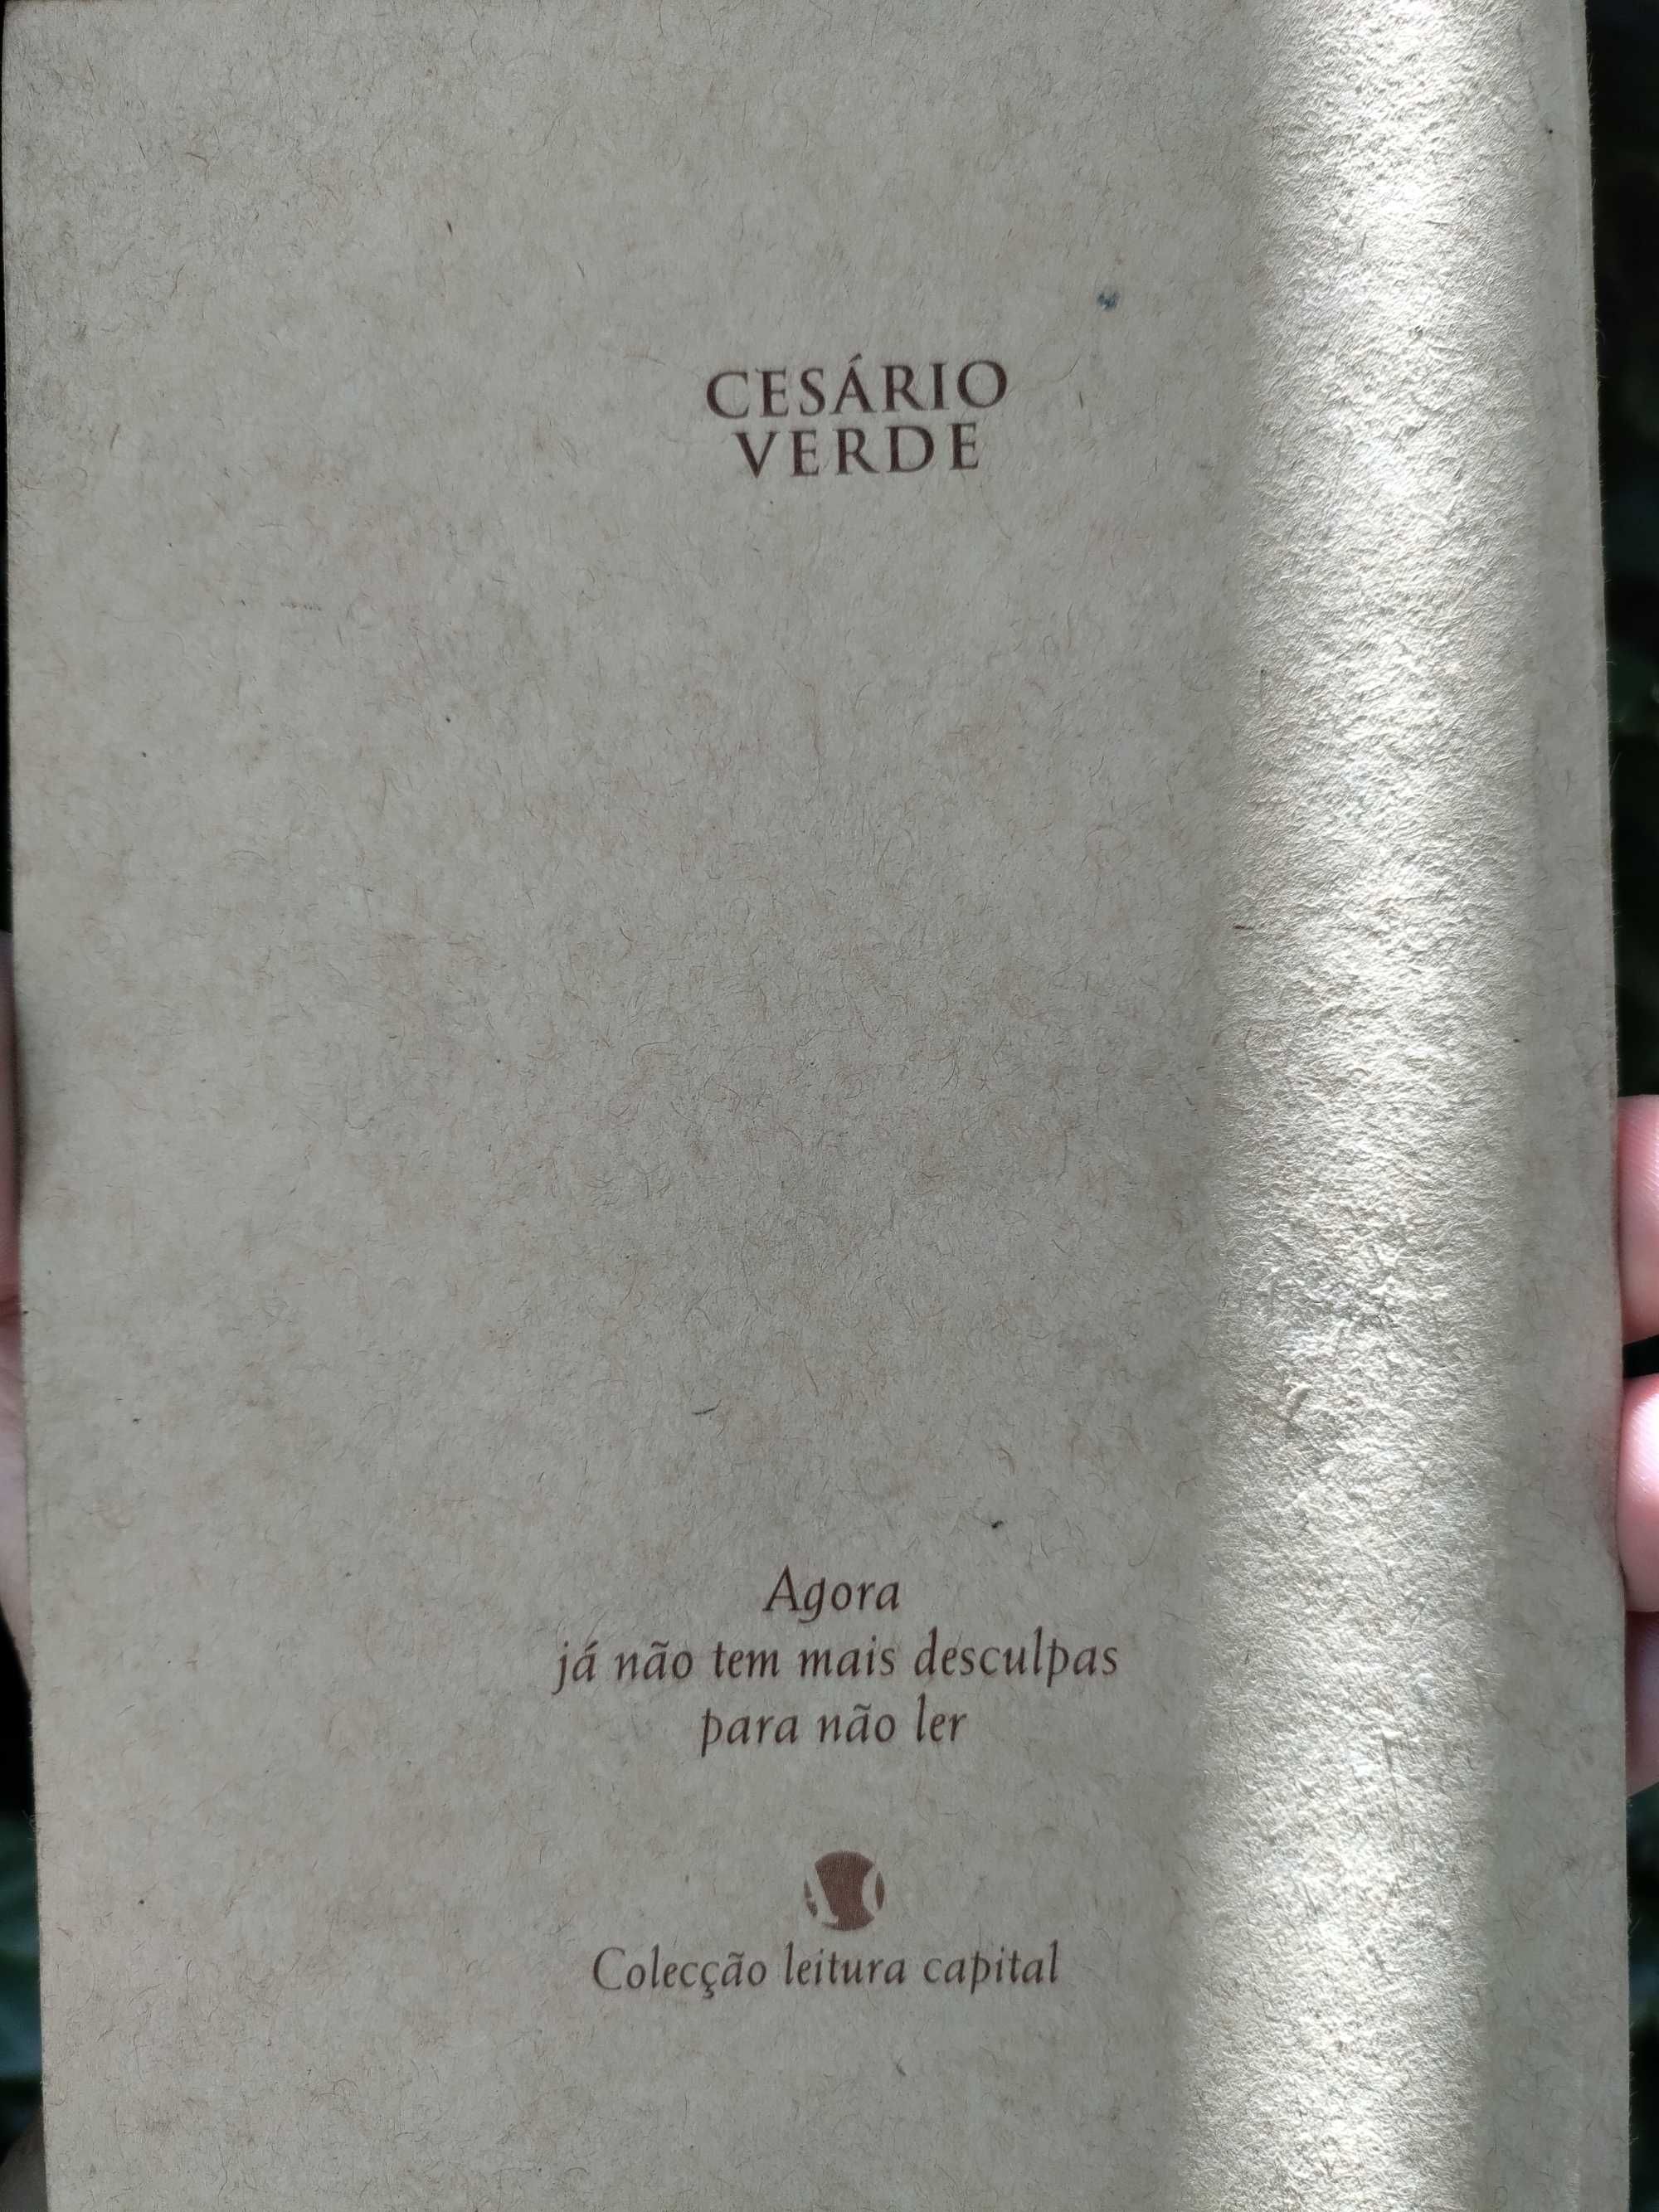 CESÁRIO
VERDE
Agora
já não tem mais desculpas
para não ler
Colecção leitura capital